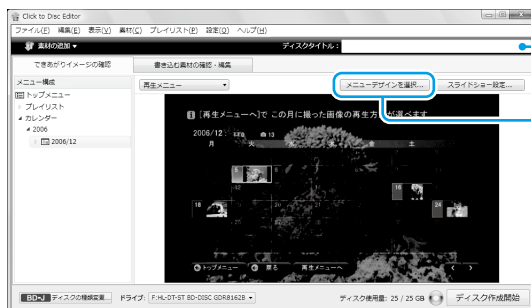 Click to Disc Editor
ファイル(F) 編集(E) 表示(V) 素材(C) プレイリスト(P) 設定(O) ヘルプ(H)
素材の追加 ▾ ディスクタイトル：
できあがりイメージの確認 書き込む素材の確認・編集
メニュー構成
再生メニュー メニューデザインを選択... スライドショー設定...
トップメニュー
プレイリスト
カレンダー
2006
2006/12
[再生メニューへ]で この月に撮った画像の再生方法が選べます
2006/12: 13
月 火 水 木 金 土
5
16
18 24
トップメニュー 戻る 再生メニューへ
BD-J ディスクの種類変更... ドライブ: F:HL-DT-ST BD-DISC GDR8162B ディスク使用量: 25 / 25 GB ディスク作成開始